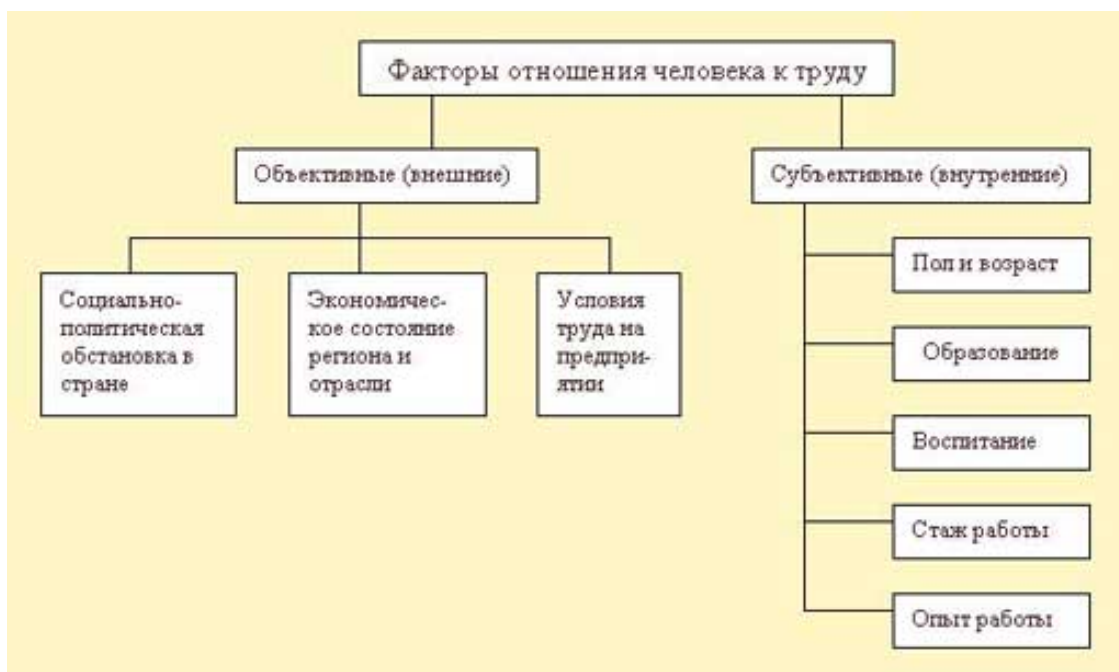 Факторы отношения человека к труду
Объективные (внешние)
Субъективные (внутренние)
Социально-
политическая
обстановка в
стране
Экономичес-
кое состояние
региона и
отрасли
Условия
труда на
предпри-
ятии
Пол и возраст
Образование
Воспитание
Стаж работы
Опыт работы